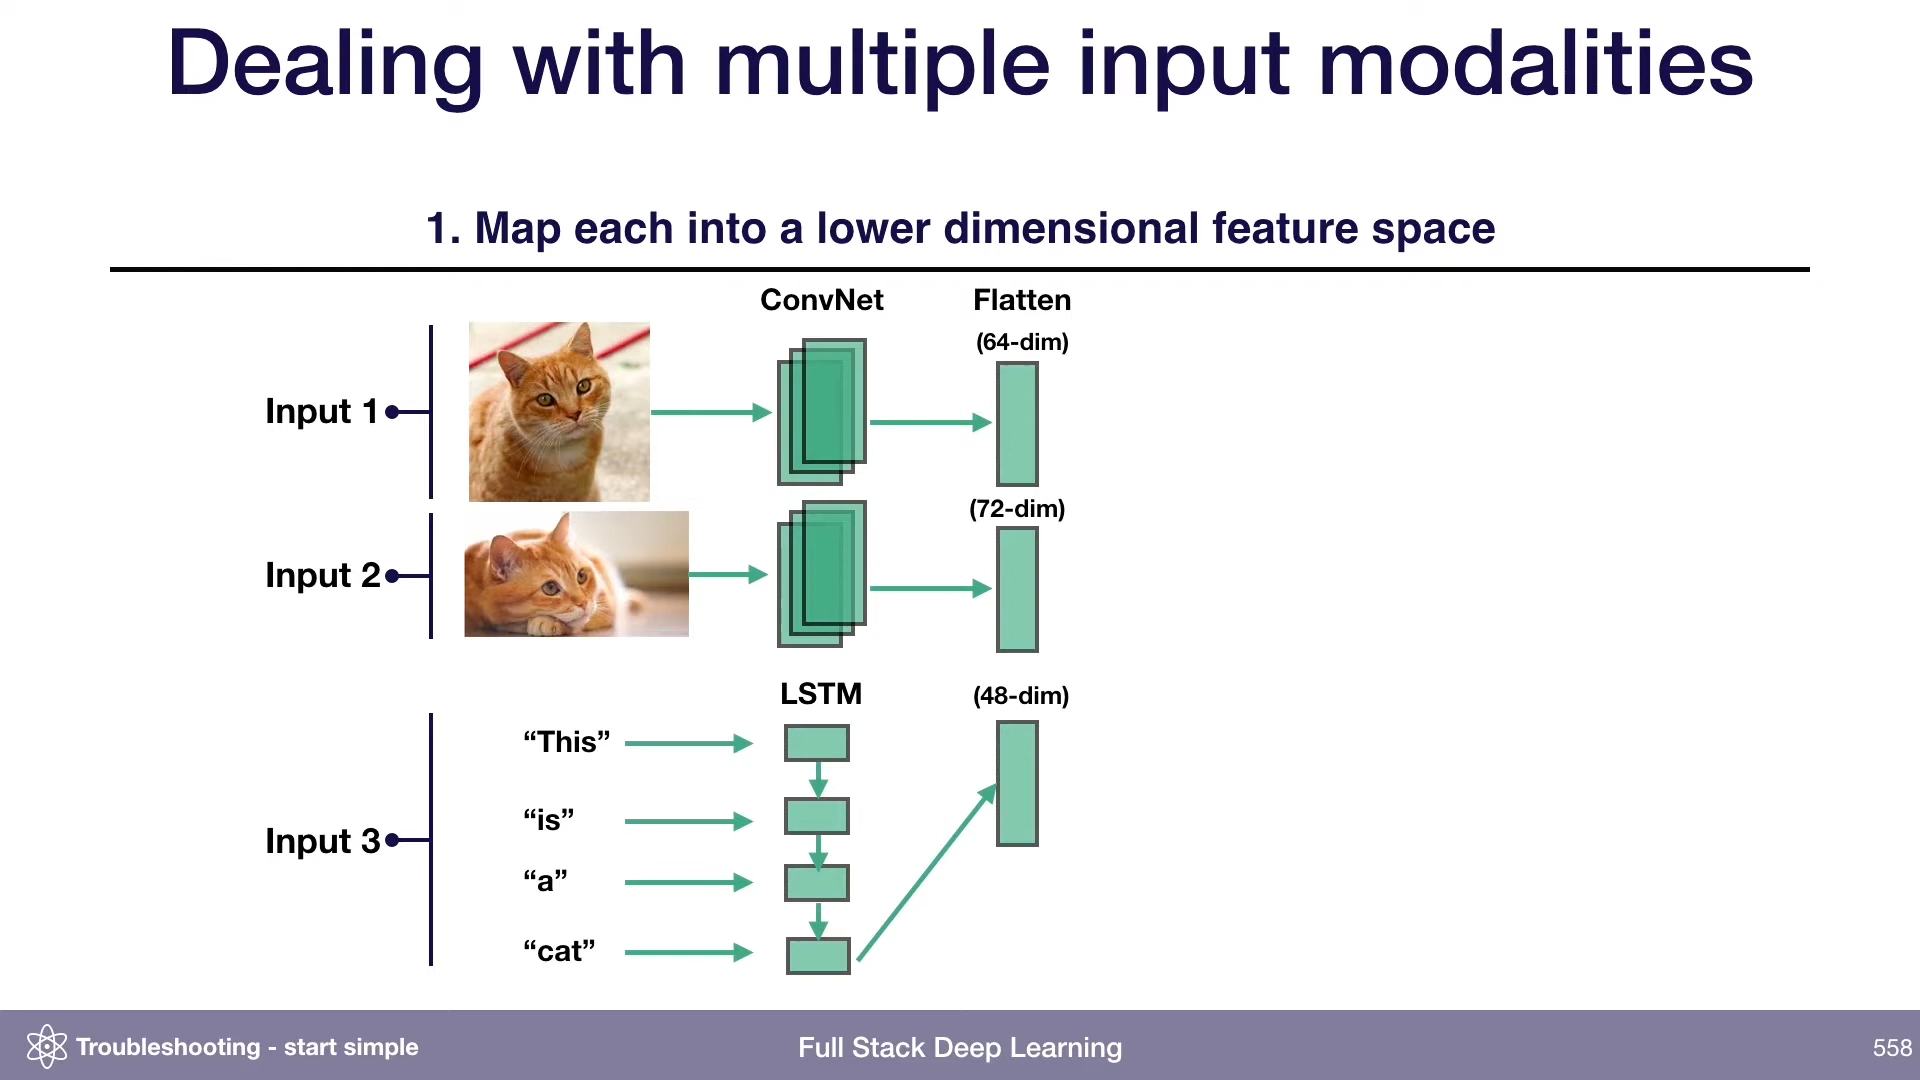 Dealing with multiple input modalities
1. Map each into a lower dimensional feature space
ConvNet
Flatten
(64-dim)
Input 1
(72-dim)
Input 2
LSTM
(48-dim)
“This”
“is”
Input 3
“a”
“cat”
Troubleshooting - start simple
Full Stack Deep Learning
558